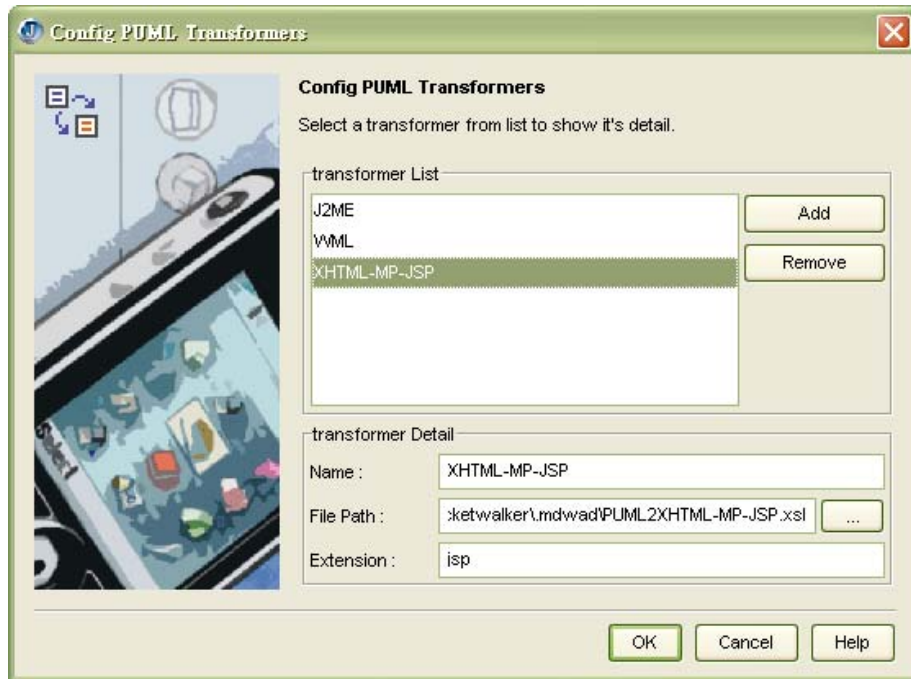 Config PUML Transformers
Config PUML Transformers
Select a transformer from list to show it's detail.
transformer List
J2ME
WML
XHTML-MP-JSP
Add
Remove
transformer Detail
Name : XHTML-MP-JSP
File Path : ketwalker\.mdwad\PUML2XHTML-MP-JSP.xsl ...
Extension : jsp
Select
OK Cancel Help